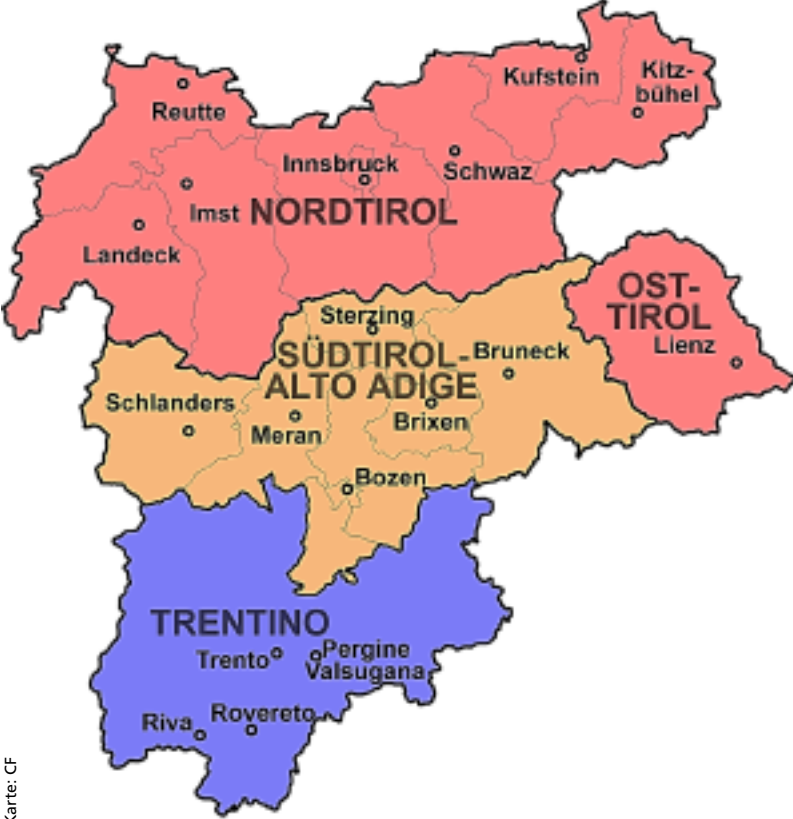 Kufstein
Kitz-
bühel
Reutte
Innsbruck
Schwaz
Imst
NORDTIROL
Landeck
OST-
TIROL
Lienz
Sterzing
SÜDTIROL-
ALTO ADIGE
Bruneck
Schlanders
Meran
Brixen
Bozen
TRENTINO
Trento
Pergine
Valsugana
Riva
Rovereto
Karte: CF